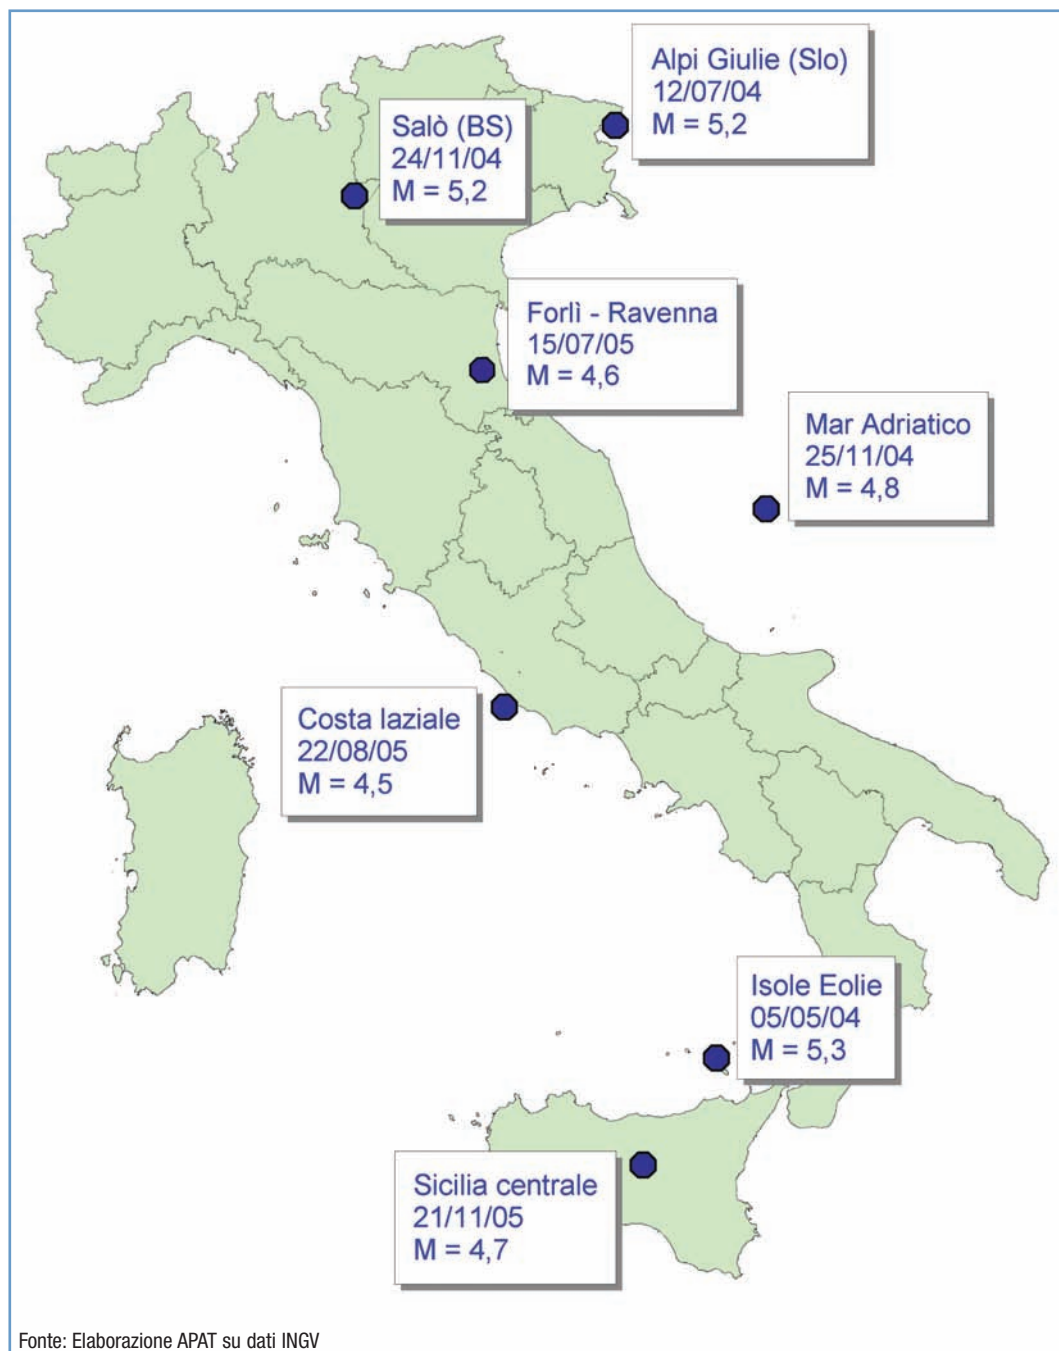 Alpi Giulie (Slo)
12/07/04
M = 5,2
Salò (BS)
24/11/04
M = 5,2
Forlì - Ravenna
15/07/05
M = 4,6
Mar Adriatico
25/11/04
M = 4,8
Costa laziale
22/08/05
M = 4,5
Isole Eolie
05/05/04
M = 5,3
Sicilia centrale
21/11/05
M = 4,7
Fonte: Elaborazione APAT su dati INGV